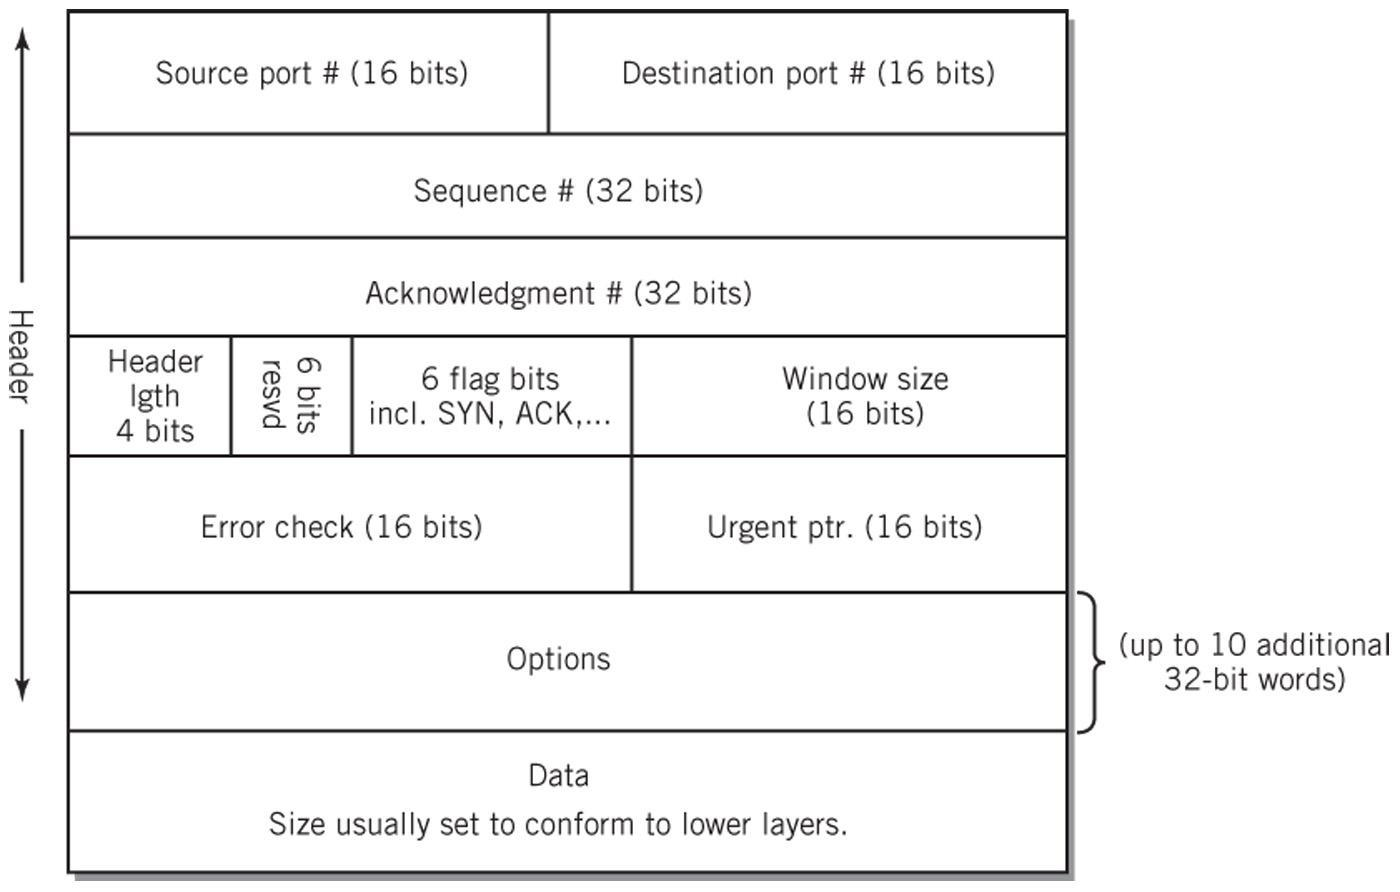 Source port # (16 bits)
Destination port # (16 bits)
Sequence # (32 bits)
Acknowledgment # (32 bits)
Header
Header
lgth
4 bits
6 bits
resvd
6 flag bits
incl. SYN, ACK,...
Window size
(16 bits)
Error check (16 bits)
Urgent ptr. (16 bits)
Options
(up to 10 additional
32-bit words)
Data
Size usually set to conform to lower layers.